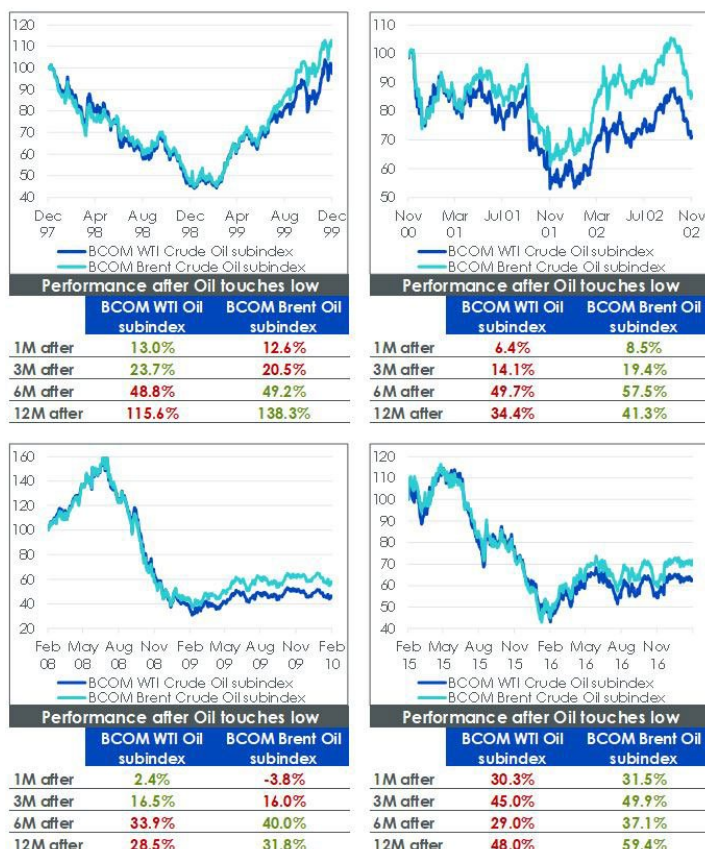 120
110
100
90
80
70
60
50
40
Dec 97 Apr 98 Aug 98 Dec 98 Apr 99 Aug 99 Dec 99
BCOM WTI Crude Oil subindex
BCOM Brent Crude Oil subindex
Performance after Oil touches low
BCOM WTI Oil subindex BCOM Brent Oil subindex
1M after 13.0% 12.6%
3M after 23.7% 20.5%
6M after 48.8% 49.2%
12M after 115.6% 138.3%
110
100
90
80
70
60
50
Nov 00 Mar 01 Jul 01 Nov 01 Mar 02 Jul 02 Nov 02
BCOM WTI Crude Oil subindex
BCOM Brent Crude Oil subindex
Performance after Oil touches low
BCOM WTI Oil subindex BCOM Brent Oil subindex
1M after 6.4% 8.5%
3M after 14.1% 19.4%
6M after 49.7% 57.5%
12M after 34.4% 41.3%
160
140
120
100
80
60
40
20
Feb 08 May 08 Aug 08 Nov 08 Feb 09 May 09 Aug 09 Nov 09 Feb 10
BCOM WTI Crude Oil subindex
BCOM Brent Crude Oil subindex
Performance after Oil touches low
BCOM WTI Oil subindex BCOM Brent Oil subindex
1M after 2.4% -3.8%
3M after 16.5% 16.0%
6M after 33.9% 40.0%
12M after 28.5% 31.8%
120
110
100
90
80
70
60
50
40
Feb 15 May 15 Aug 15 Nov 15 Feb 16 May 16 Aug 16 Nov 16
BCOM WTI Crude Oil subindex
BCOM Brent Crude Oil subindex
Performance after Oil touches low
BCOM WTI Oil subindex BCOM Brent Oil subindex
1M after 30.3% 31.5%
3M after 45.0% 49.9%
6M after 29.0% 37.1%
12M after 48.0% 59.4%